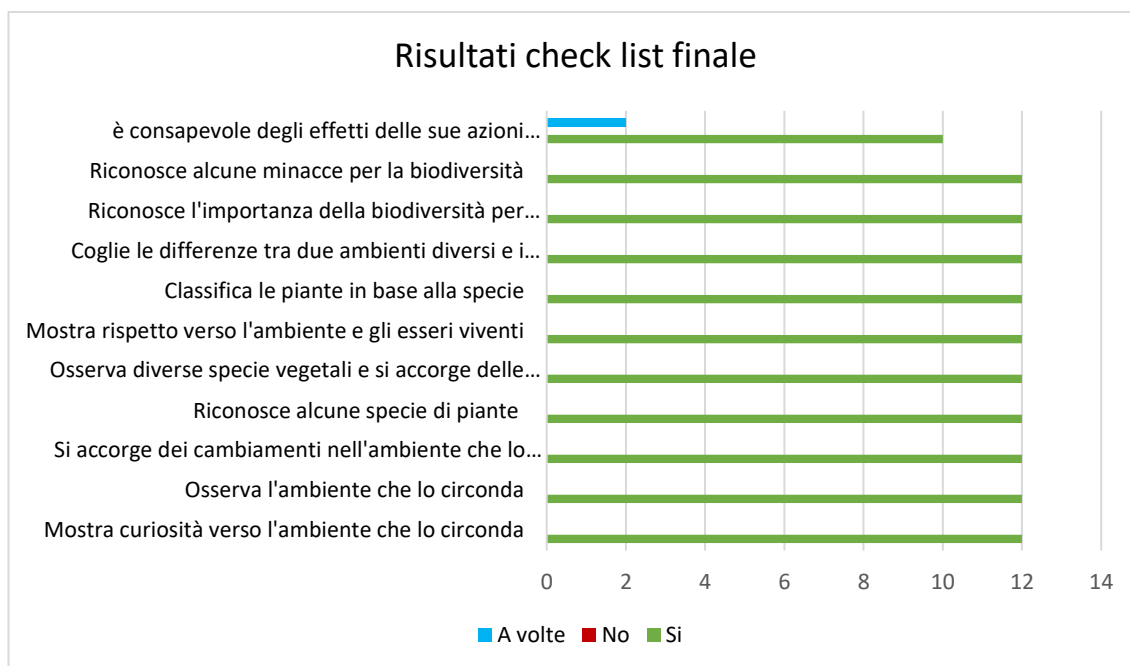 Risultati check list finale
è consapevole degli effetti delle sue azioni...
Riconosce alcune minacce per la biodiversità
Riconosce l'importanza della biodiversità per...
Coglie le differenze tra due ambienti diversi e i...
Classifica le piante in base alla specie
Mostra rispetto verso l'ambiente e gli esseri viventi
Osserva diverse specie vegetali e si accorge delle...
Riconosce alcune specie di piante
Si accorge dei cambiamenti nell'ambiente che lo...
Osserva l'ambiente che lo circonda
Mostra curiosità verso l'ambiente che lo circonda
0 2 4 6 8 10 12 14
A volte No Si